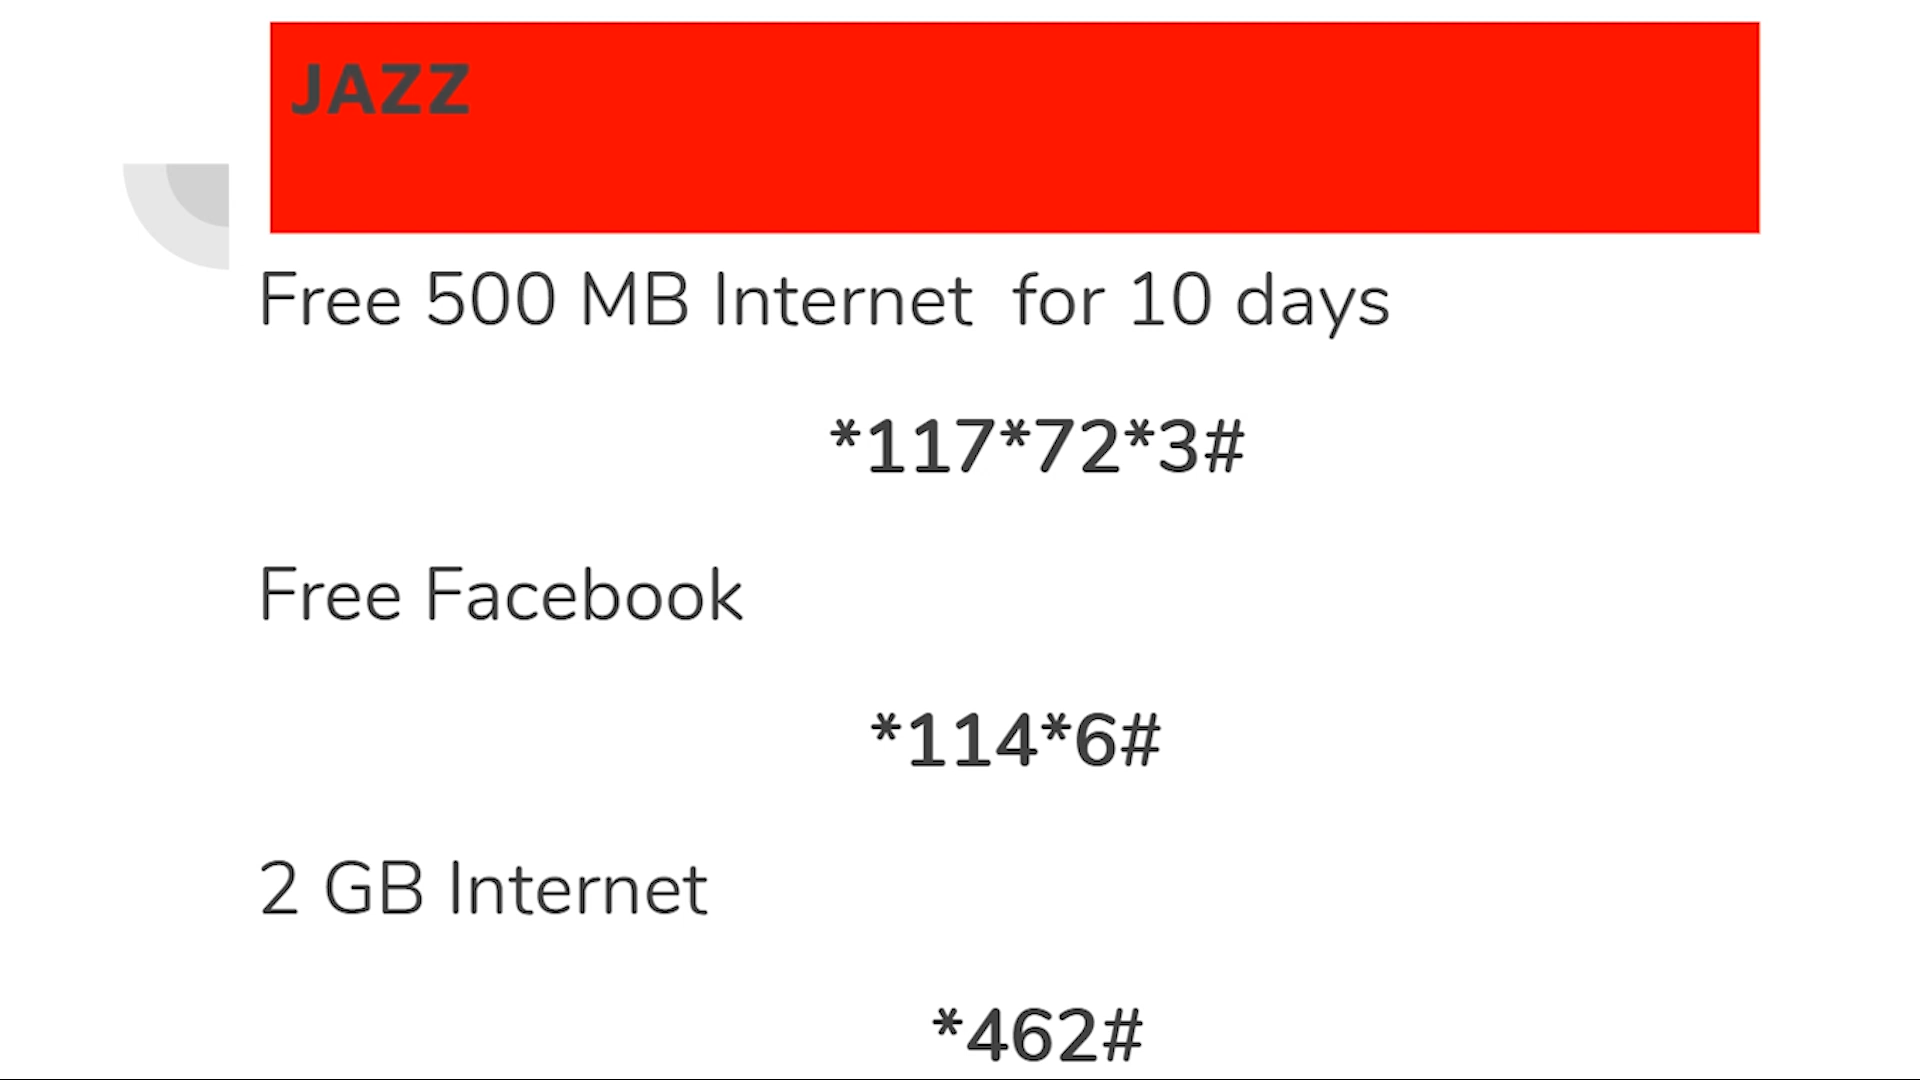 JAZZ
Free 500 MB Internet for 10 days
*117*72*3#
Free Facebook
*114*6#
2 GB Internet
*462#